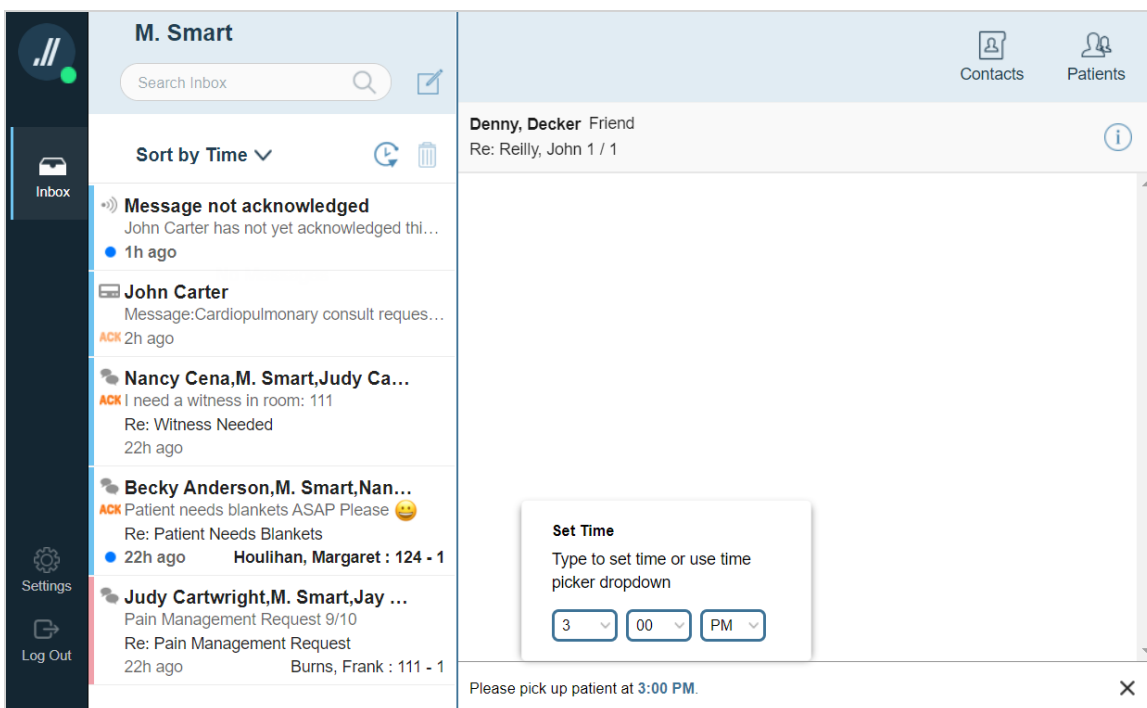 M. Smart
Search Inbox
Contacts
Patients
Inbox
Sort by Time
Message not acknowledged
John Carter has not yet acknowledged thi…
1h ago
John Carter
Message:Cardiopulmonary consult reques…
ACK 2h ago
Nancy Cena,M. Smart,Judy Ca…
ACK I need a witness in room: 111
Re: Witness Needed
22h ago
Becky Anderson,M. Smart,Nan…
ACK Patient needs blankets ASAP Please 😀
Re: Patient Needs Blankets
22h ago Houlihan, Margaret : 124 - 1
Judy Cartwright,M. Smart,Jay …
Pain Management Request 9/10
Re: Pain Management Request
22h ago Burns, Frank : 111 - 1
Settings
Log Out
Denny, Decker Friend
Re: Reilly, John 1 / 1
Set Time
Type to set time or use time
picker dropdown
3 00 PM
Please pick up patient at 3:00 PM.